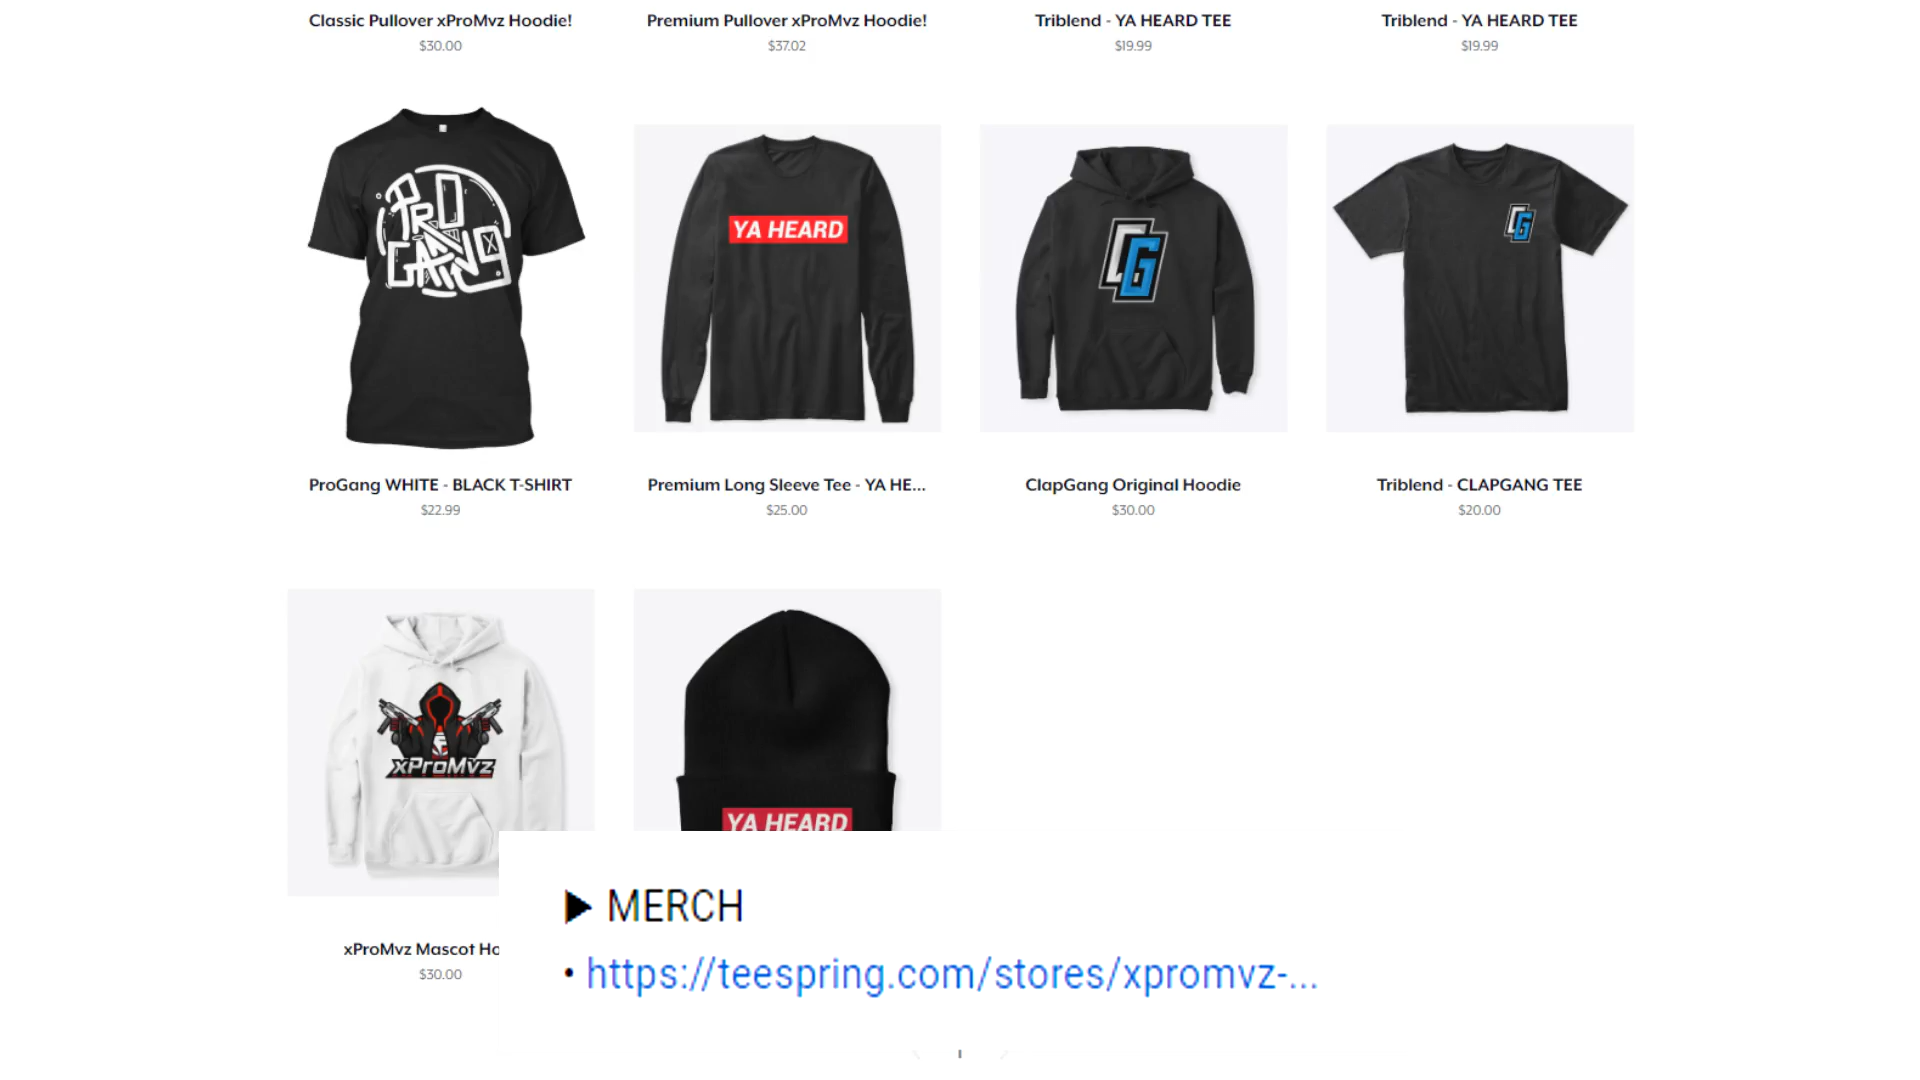 Classic Pullover xProMvz Hoodie!
$30.00
Premium Pullover xProMvz Hoodie!
$37.02
Triblend - YA HEARD TEE
$19.99
Triblend - YA HEARD TEE
$19.99
PRO
GANG
YA HEARD
ProGang WHITE - BLACK T-SHIRT
$22.99
Premium Long Sleeve Tee - YA HE...
$25.00
ClapGang Original Hoodie
$30.00
Triblend - CLAPGANG TEE
$20.00
xProMvz
YA HEARD
xProMvz Mascot Ho
$30.00
▶ MERCH
• https://teespring.com/stores/xpromvz-...